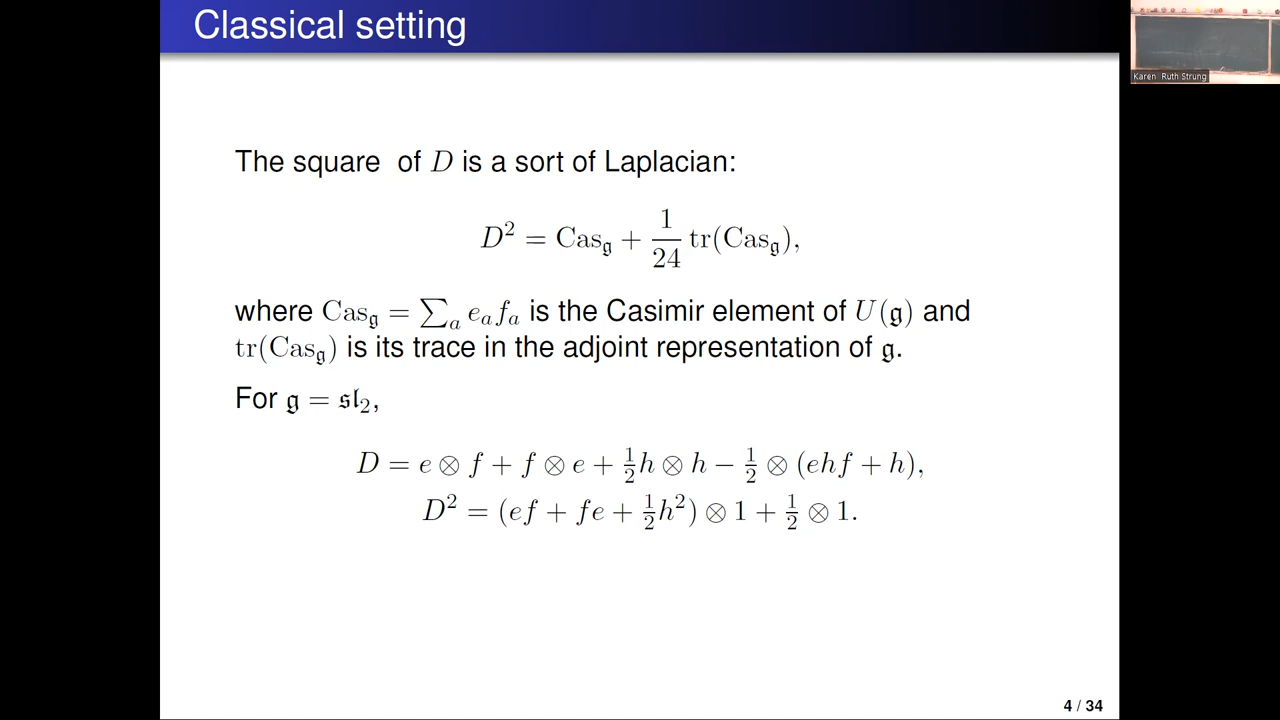 Classical setting
The square of D is a sort of Laplacian:
D² = Cas_𝔤 + 1/24 tr(Cas_𝔤),
where Cas_𝔤 = ∑_a e_a f_a is the Casimir element of U(𝔤) and
tr(Cas_𝔤) is its trace in the adjoint representation of 𝔤.
For 𝔤 = 𝔰𝔩₂,
D = e ⊗ f + f ⊗ e + ½h ⊗ h − ½ ⊗ (ehf + h),
D² = (ef + fe + ½h²) ⊗ 1 + ½ ⊗ 1.
4 / 34
Karen Ruth Strung